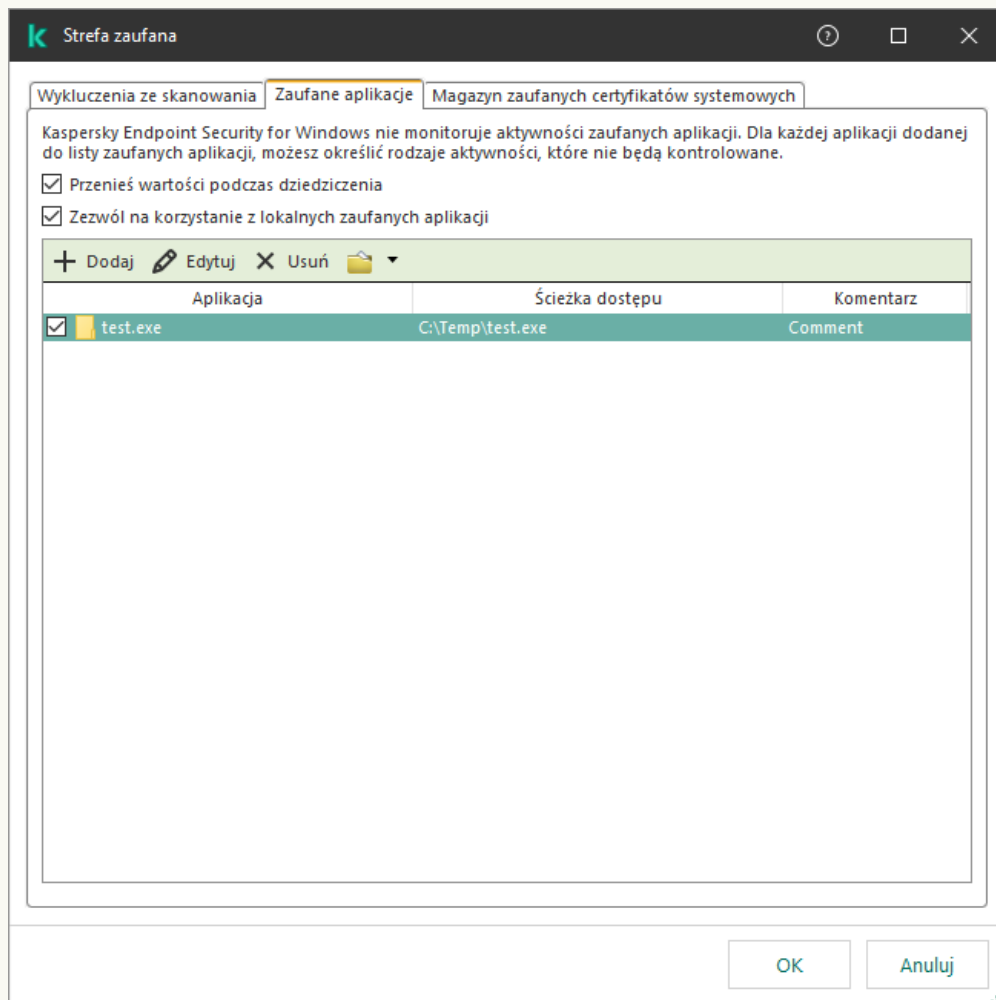 Strefa zaufana
Wykluczenia ze skanowania Zaufane aplikacje Magazyn zaufanych certyfikatów systemowych
Kaspersky Endpoint Security for Windows nie monitoruje aktywności zaufanych aplikacji. Dla każdej aplikacji dodanej
do listy zaufanych aplikacji, możesz określić rodzaje aktywności, które nie będą kontrolowane.
Przenieś wartości podczas dziedziczenia
Zezwól na korzystanie z lokalnych zaufanych aplikacji
Dodaj Edytuj Usuń
Aplikacja Ścieżka dostępu Komentarz
test.exe C:\Temp\test.exe Comment
OK Anuluj